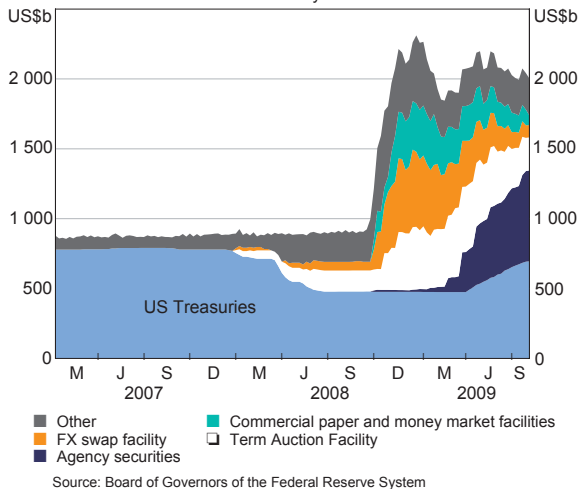 US$b US$b
2 000 2 000
1 500 1 500
1 000 1 000
500 500
US Treasuries
0 0
M J S D M J S D M J S
2007 2008 2009
Other Commercial paper and money market facilities
FX swap facility Term Auction Facility
Agency securities
Source: Board of Governors of the Federal Reserve System